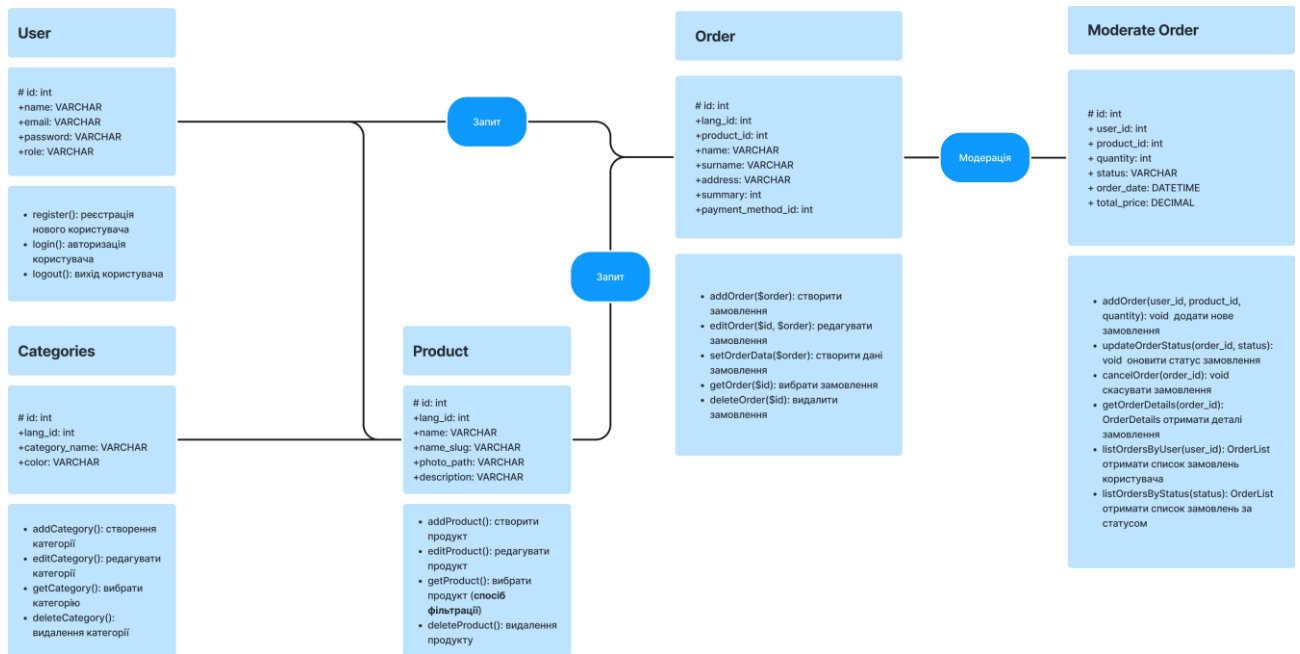 User
# id: int
+name: VARCHAR
+email: VARCHAR
+password: VARCHAR
+role: VARCHAR
• register(): реєстрація
нового користувача
• login(): авторизація
користувача
• logout(): вихід користувача
Categories
# id: int
+lang_id: int
+category_name: VARCHAR
+color: VARCHAR
• addCategory(): створення
категорії
• editCategory(): редагувати
категорії
• getCategory(): вибрати
категорію
• deleteCategory():
видалення категорії
Запит
Запит
Product
# id: int
+lang_id: int
+name: VARCHAR
+name_slug: VARCHAR
+photo_path: VARCHAR
+description: VARCHAR
• addProduct(): створити
продукт
• editProduct(): редагувати
продукт
• getProduct(): вибрати
продукт (спосіб
фільтрації)
• deleteProduct(): видалення
продукту
Order
# id: int
+lang_id: int
+product_id: int
+name: VARCHAR
+surname: VARCHAR
+address: VARCHAR
+summary: int
+payment_method_id: int
• addOrder($order): створити
замовлення
• editOrder($id, $order): редагувати
замовлення
• setOrderData($order): створити дані
замовлення
• getOrder($id): вибрати замовлення
• deleteOrder($id): видалити
замовлення
Модерація
Moderate Order
# id: int
+ user_id: int
+ product_id: int
+ quantity: int
+ status: VARCHAR
+ order_date: DATETIME
+ total_price: DECIMAL
• addOrder(user_id, product_id,
quantity): void додати нове
замовлення
• updateOrderStatus(order_id, status):
void оновити статус замовлення
• cancelOrder(order_id): void
скасувати замовлення
• getOrderDetails(order_id):
OrderDetails отримати деталі
замовлення
• listOrdersByUser(user_id): OrderList
отримати список замовлень
користувача
• listOrdersByStatus(status): OrderList
отримати список замовлень за
статусом